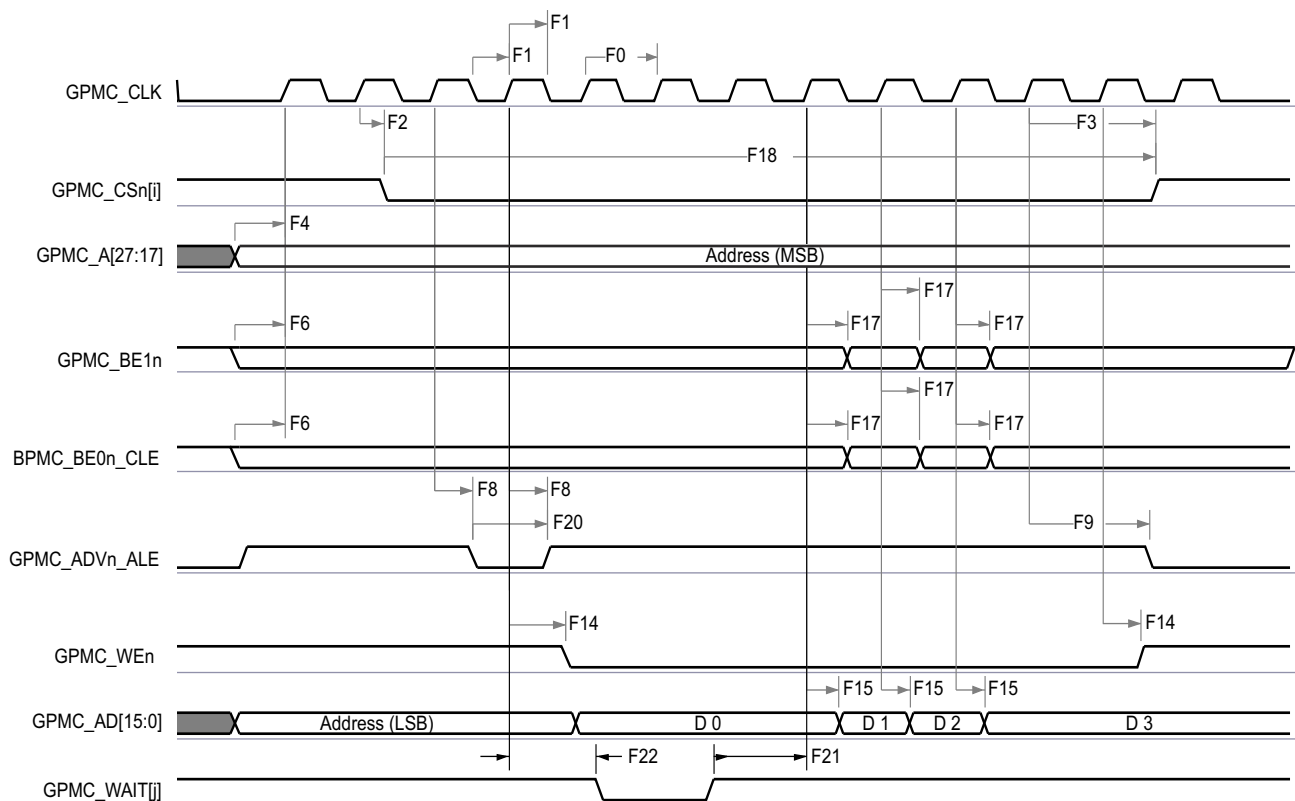 F1
F1 F0
GPMC_CLK
F2 F3
F18
GPMC_CSn[i]
F4
GPMC_A[27:17] Address (MSB)
F17
F6 F17 F17
GPMC_BE1n
F17
F6 F17 F17
BPMC_BE0n_CLE
F8 F8
F20 F9
GPMC_ADVn_ALE
F14 F14
GPMC_WEn
F15 F15 F15
GPMC_AD[15:0] Address (LSB) D 0 D 1 D 2 D 3
F22 F21
GPMC_WAIT[j]